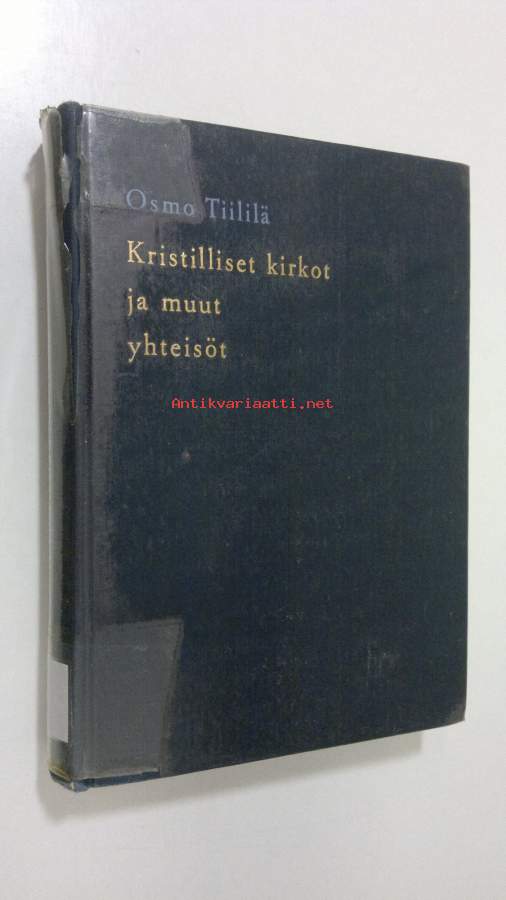 Osmo Tiililä
Kristilliset kirkot
ja muut
yhteisöt
Antikvariaatti.net